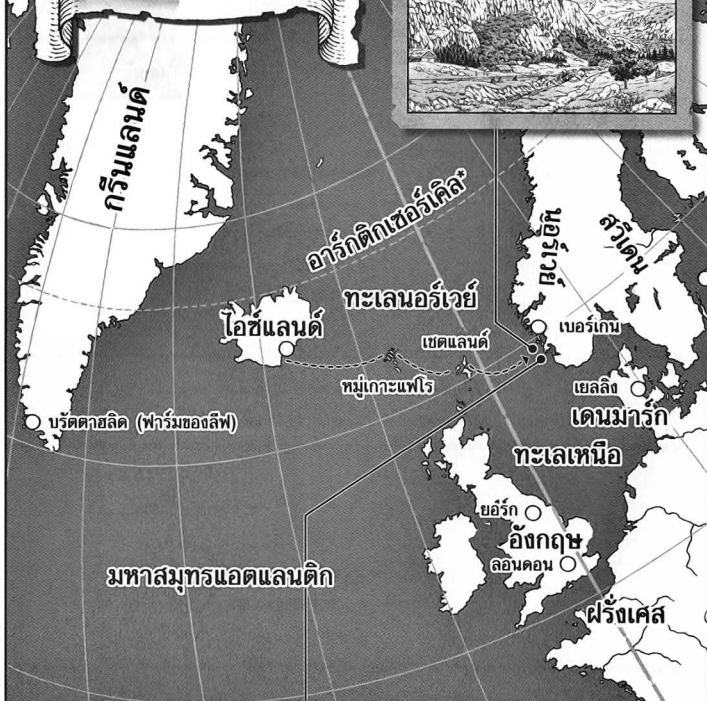 กรีนแลนด์
อาร์กติกเซอร์เคิล*
นอร์เวย์
สวีเดน
ทะเลนอร์เวย์
ไอซ์แลนด์
เบอร์เกน
เชตแลนด์
หมู่เกาะแฟโร
เยลลิง
เดนมาร์ก
บรัตตาฮลิด (ฟาร์มของลีฟ)
ทะเลเหนือ
ยอร์ก
อังกฤษ
ลอนดอน
มหาสมุทรแอตแลนติก
ฝรั่งเศส